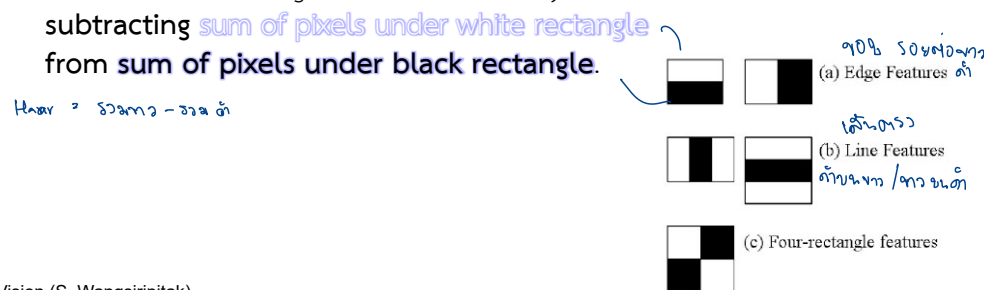 subtracting sum of pixels under white rectangle
from sum of pixels under black rectangle.
Haar = รวมขาว - รวมดำ
ขอบ รอยต่อขาว
ดำ
(a) Edge Features
เส้นตรง
(b) Line Features
ดำบนขาว / ขาวบนดำ
(c) Four-rectangle features